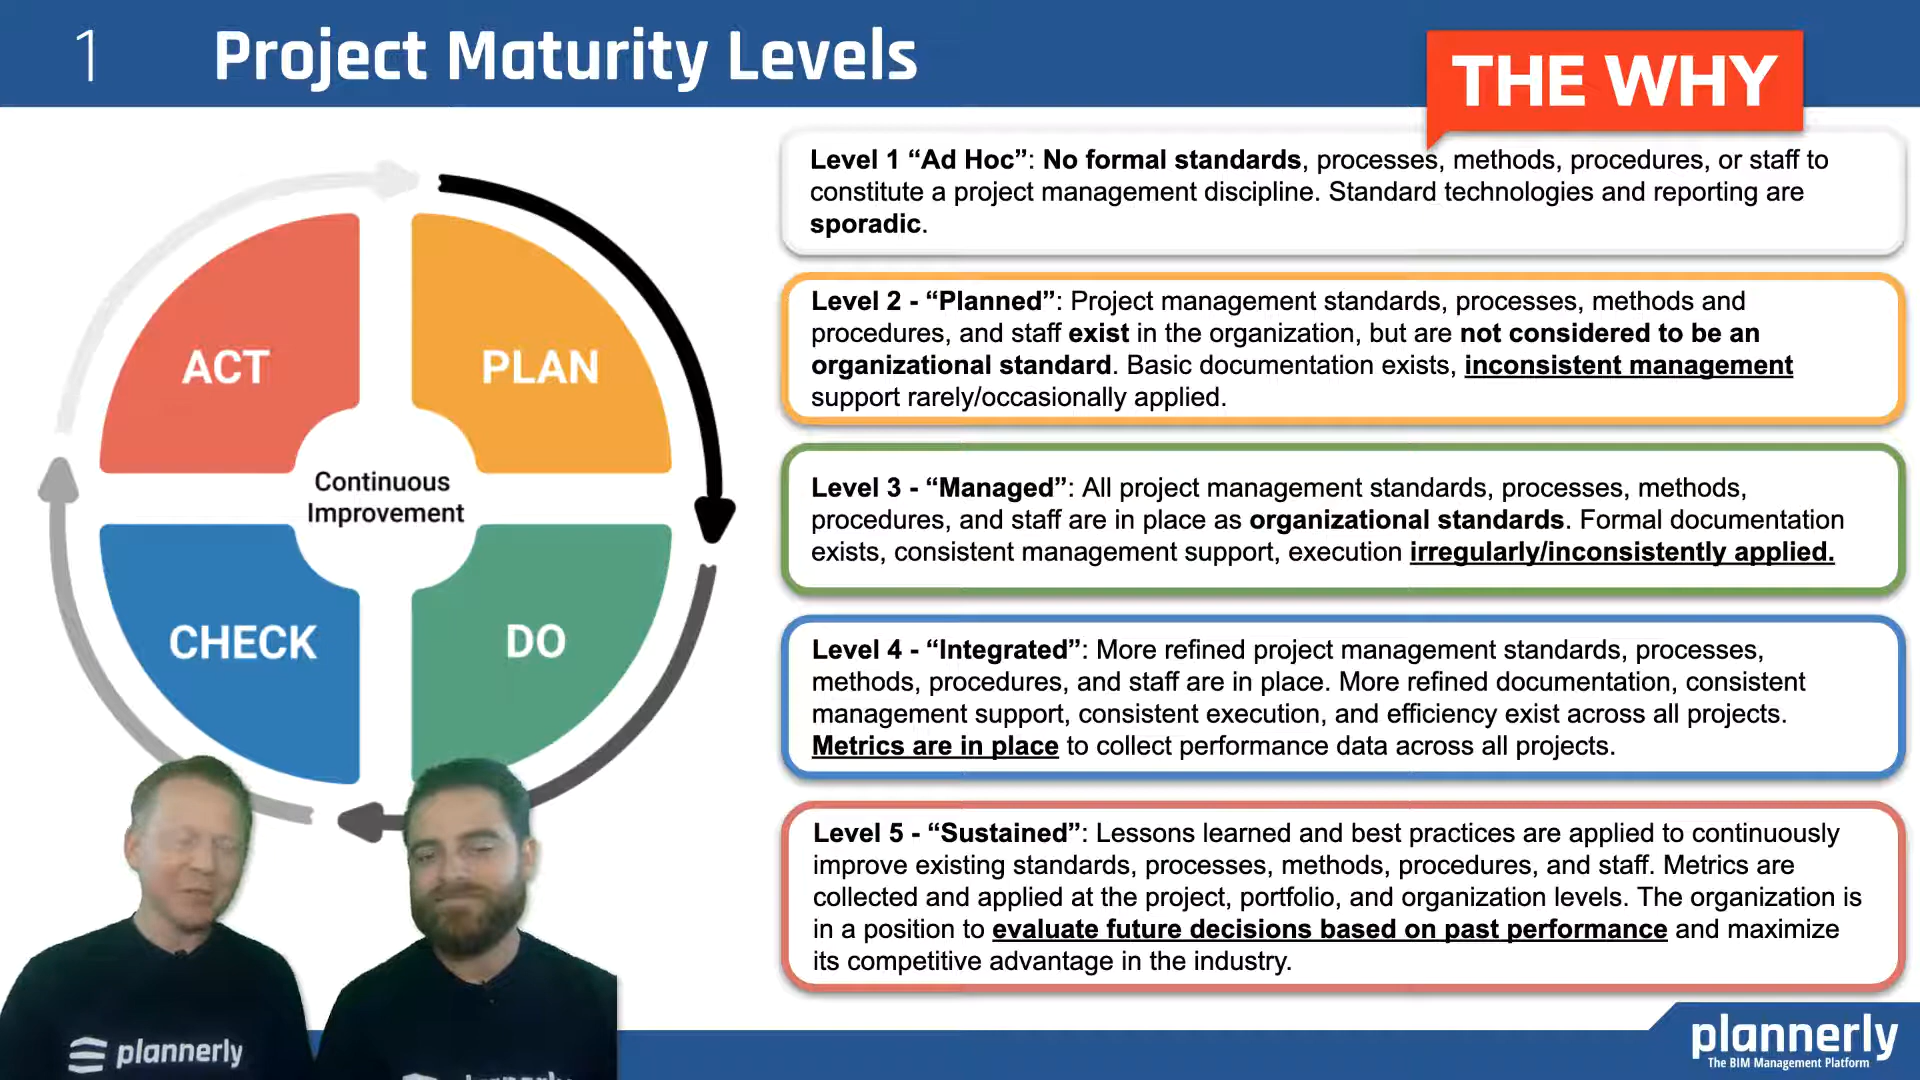 1
Project Maturity Levels
THE WHY
Level 1 “Ad Hoc”: No formal standards, processes, methods, procedures, or staff to
constitute a project management discipline. Standard technologies and reporting are
sporadic.
Level 2 - “Planned”: Project management standards, processes, methods and
procedures, and staff exist in the organization, but are not considered to be an
organizational standard. Basic documentation exists, inconsistent management
support rarely/occasionally applied.
Level 3 - “Managed”: All project management standards, processes, methods,
procedures, and staff are in place as organizational standards. Formal documentation
exists, consistent management support, execution irregularly/inconsistently applied.
Level 4 - “Integrated”: More refined project management standards, processes,
methods, procedures, and staff are in place. More refined documentation, consistent
management support, consistent execution, and efficiency exist across all projects.
Metrics are in place to collect performance data across all projects.
Level 5 - “Sustained”: Lessons learned and best practices are applied to continuously
improve existing standards, processes, methods, procedures, and staff. Metrics are
collected and applied at the project, portfolio, and organization levels. The organization is
in a position to evaluate future decisions based on past performance and maximize
its competitive advantage in the industry.
ACT
PLAN
Continuous
Improvement
CHECK
DO
plannerly
plannerly
The BIM Management Platform